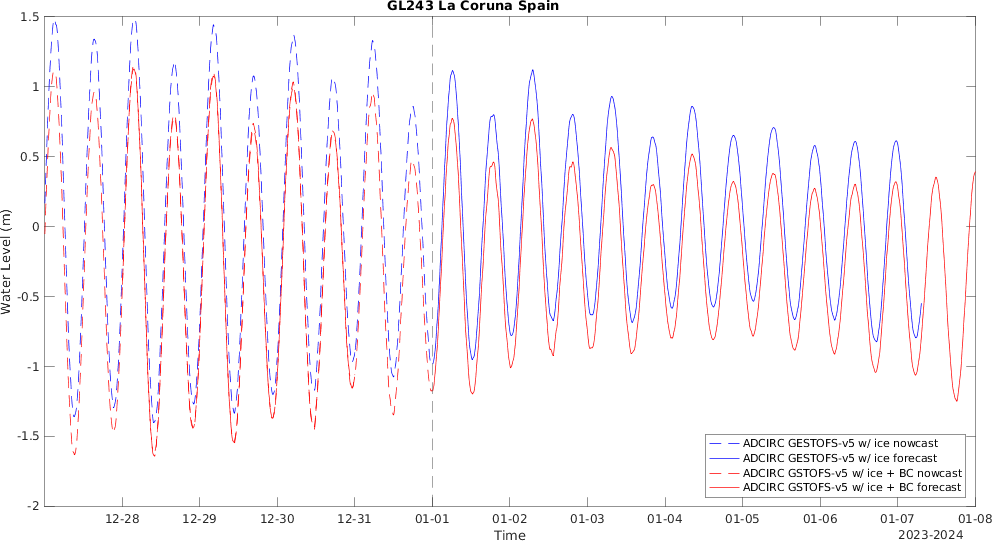 GL243 La Coruna Spain
Water Level (m)
1.5
1
0.5
0
-0.5
-1
-1.5
-2
ADCIRC GESTOFS-v5 w/ ice nowcast
ADCIRC GESTOFS-v5 w/ ice forecast
ADCIRC GSTOFS-v5 w/ ice + BC nowcast
ADCIRC GSTOFS-v5 w/ ice + BC forecast
12-28 12-29 12-30 12-31 01-01 01-02 01-03 01-04 01-05 01-06 01-07 01-08
Time
2023-2024